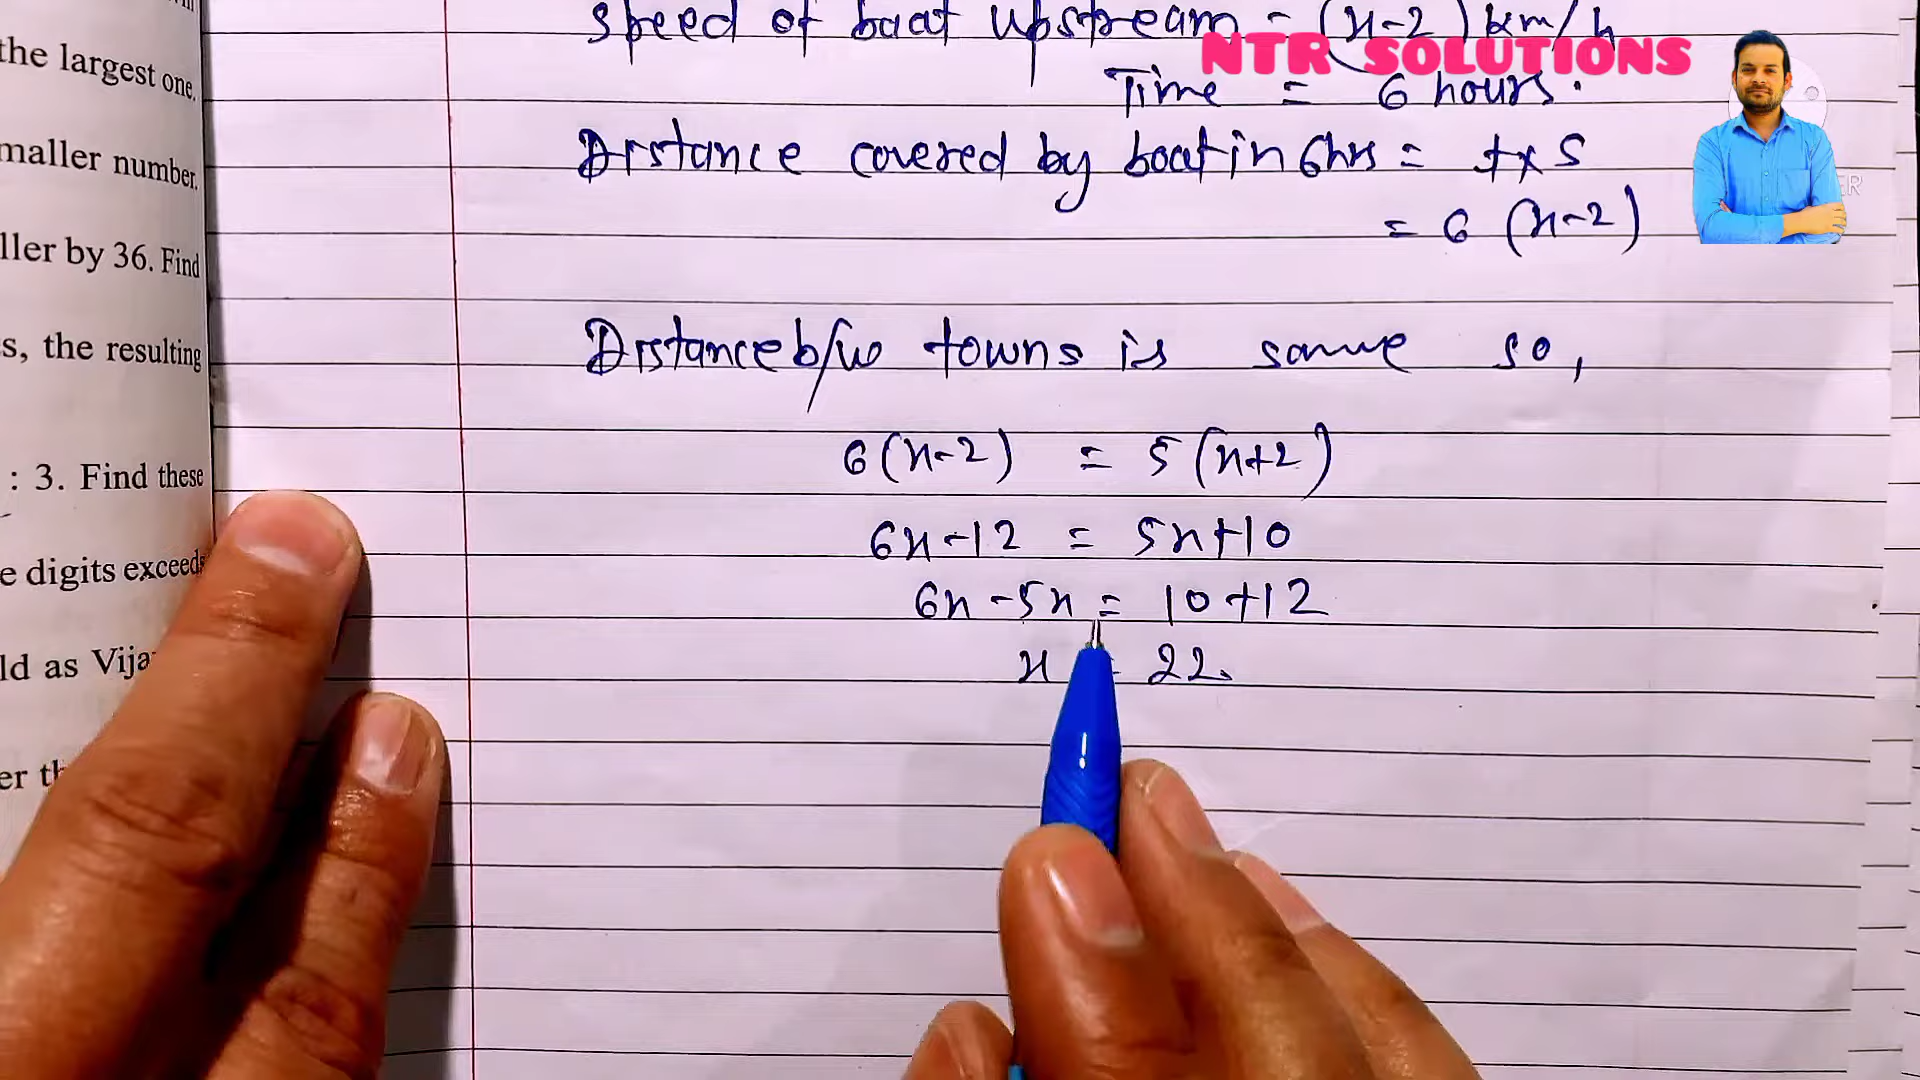 the largest one.
maller number.
ller by 36. Find
s, the resulting
: 3. Find these
e digits exceeds
ld as Vija
er th
speed of boat upstream = (x-2) km/h
NTR SOLUTIONS
Time = 6 hours.
Distance covered by boat in 6hrs = t×s
= 6 (x-2)
Distance b/w towns is same so,
6(x-2) = 5(x+2)
6x-12 = 5x+10
6x-5x = 10+12
x = 22.